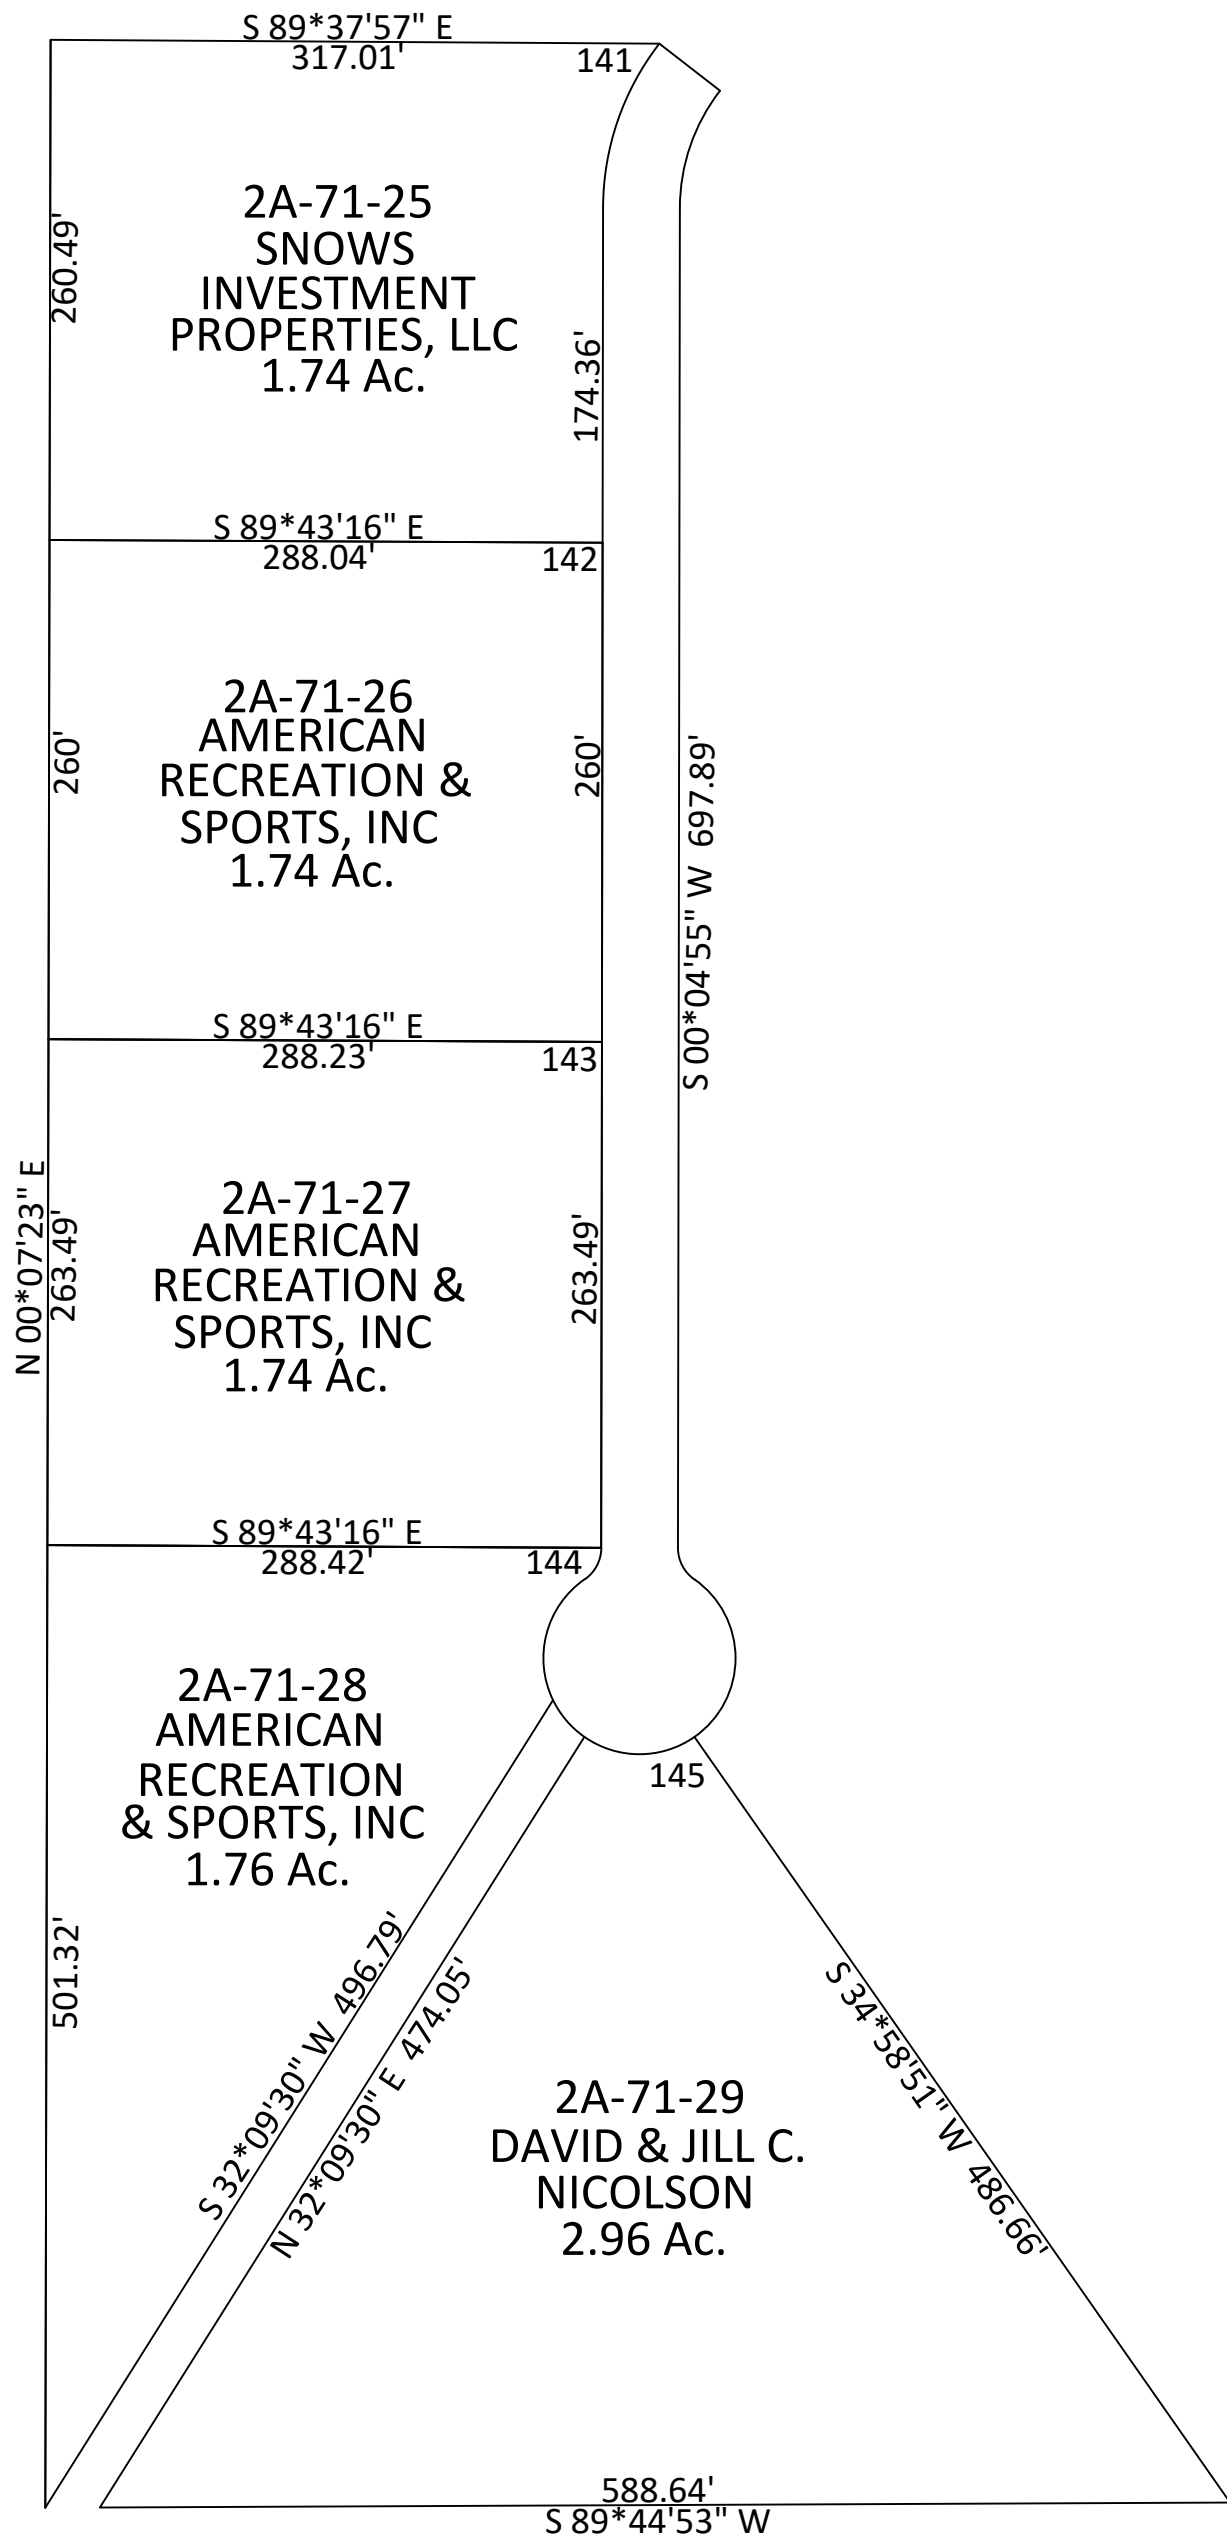 S 89*37'57" E
317.01'
141
260.49'
2A-71-25
SNOWS
INVESTMENT
PROPERTIES, LLC
1.74 Ac.
174.36'
S 89*43'16" E
288.04'
142
260'
2A-71-26
AMERICAN
RECREATION &
SPORTS, INC
1.74 Ac.
260'
S 00*04'55" W 697.89'
S 89*43'16" E
288.23'
143
N 00*07'23" E
263.49'
2A-71-27
AMERICAN
RECREATION &
SPORTS, INC
1.74 Ac.
263.49'
S 89*43'16" E
288.42'
144
2A-71-28
AMERICAN
RECREATION
& SPORTS, INC
1.76 Ac.
501.32'
S 32*09'30" W 496.79'
N 32*09'30" E 474.05'
145
S 34*58'51" W 486.66'
2A-71-29
DAVID & JILL C.
NICOLSON
2.96 Ac.
588.64'
S 89*44'53" W